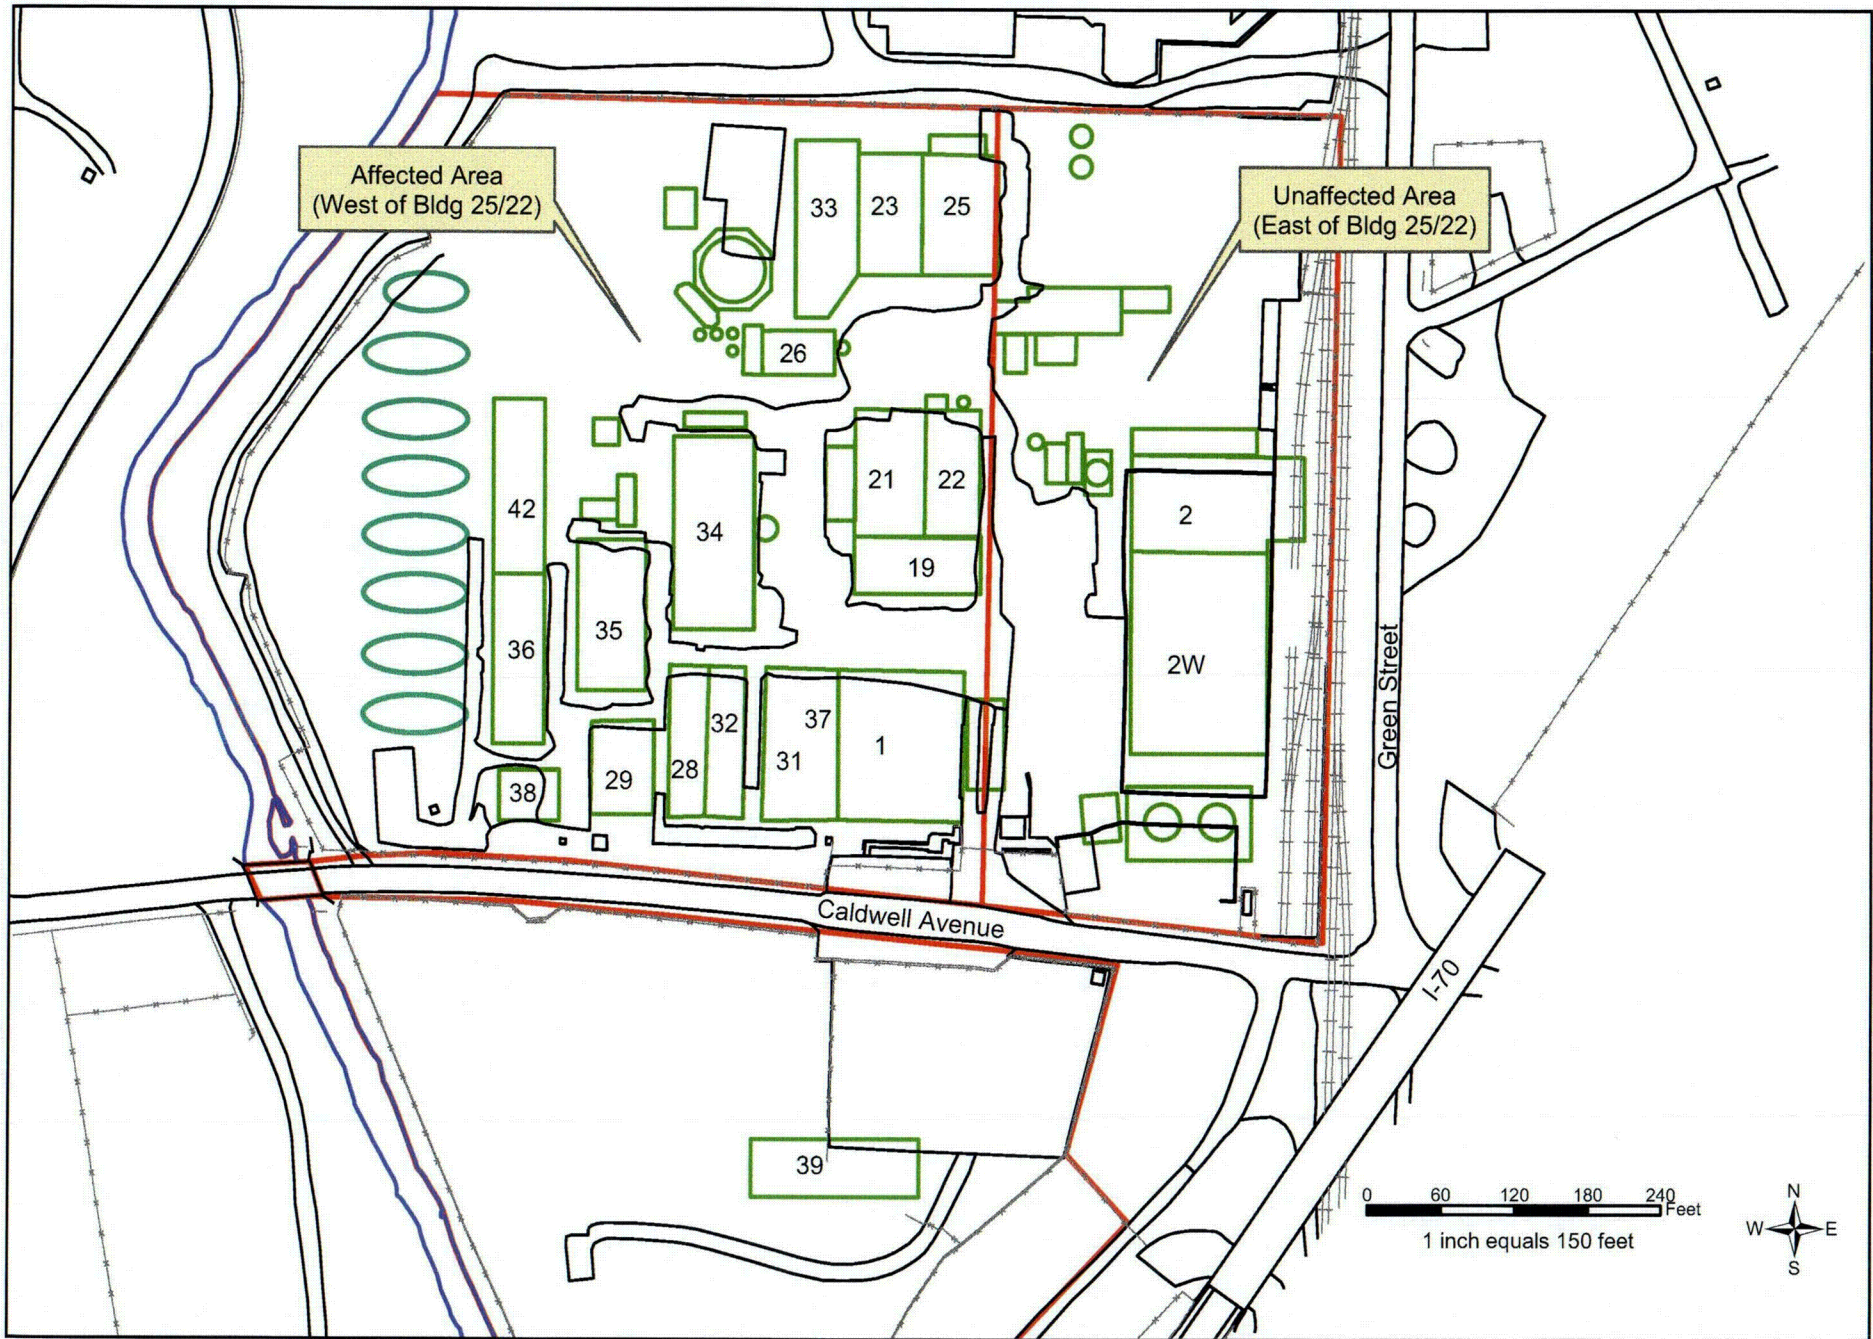 Affected Area
(West of Bldg 25/22)
Unaffected Area
(East of Bldg 25/22)
33
23
25
26
42
34
21
22
2
19
35
36
2W
32
37
1
28
31
29
38
Green Street
Caldwell Avenue
I-70
39
0 60 120 180 240
Feet
1 inch equals 150 feet
N
W E
S